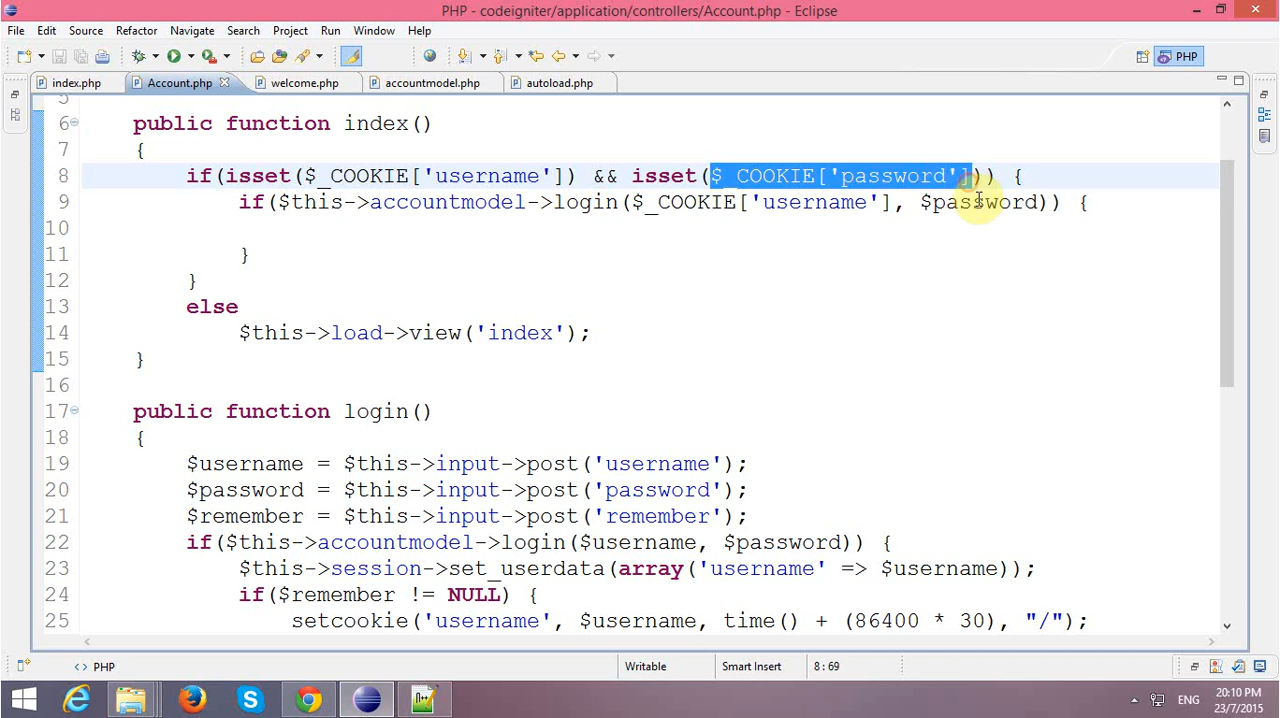 PHP - codeigniter/application/controllers/Account.php - Eclipse
File Edit Source Refactor Navigate Search Project Run Window Help
PHP
index.php Account.php welcome.php accountmodel.php autoload.php
5
6 public function index()
7 {
8 if(isset($_COOKIE['username']) && isset($_COOKIE['password'])) {
9 if($this->accountmodel->login($_COOKIE['username'], $password)) {
10
11 }
12 }
13 else
14 $this->load->view('index');
15 }
16
17 public function login()
18 {
19 $username = $this->input->post('username');
20 $password = $this->input->post('password');
21 $remember = $this->input->post('remember');
22 if($this->accountmodel->login($username, $password)) {
23 $this->session->set_userdata(array('username' => $username));
24 if($remember != NULL) {
25 setcookie('username', $username, time() + (86400 * 30), "/");
<> PHP Writable Smart Insert 8 : 69
ENG 20:10 PM
23/7/2015